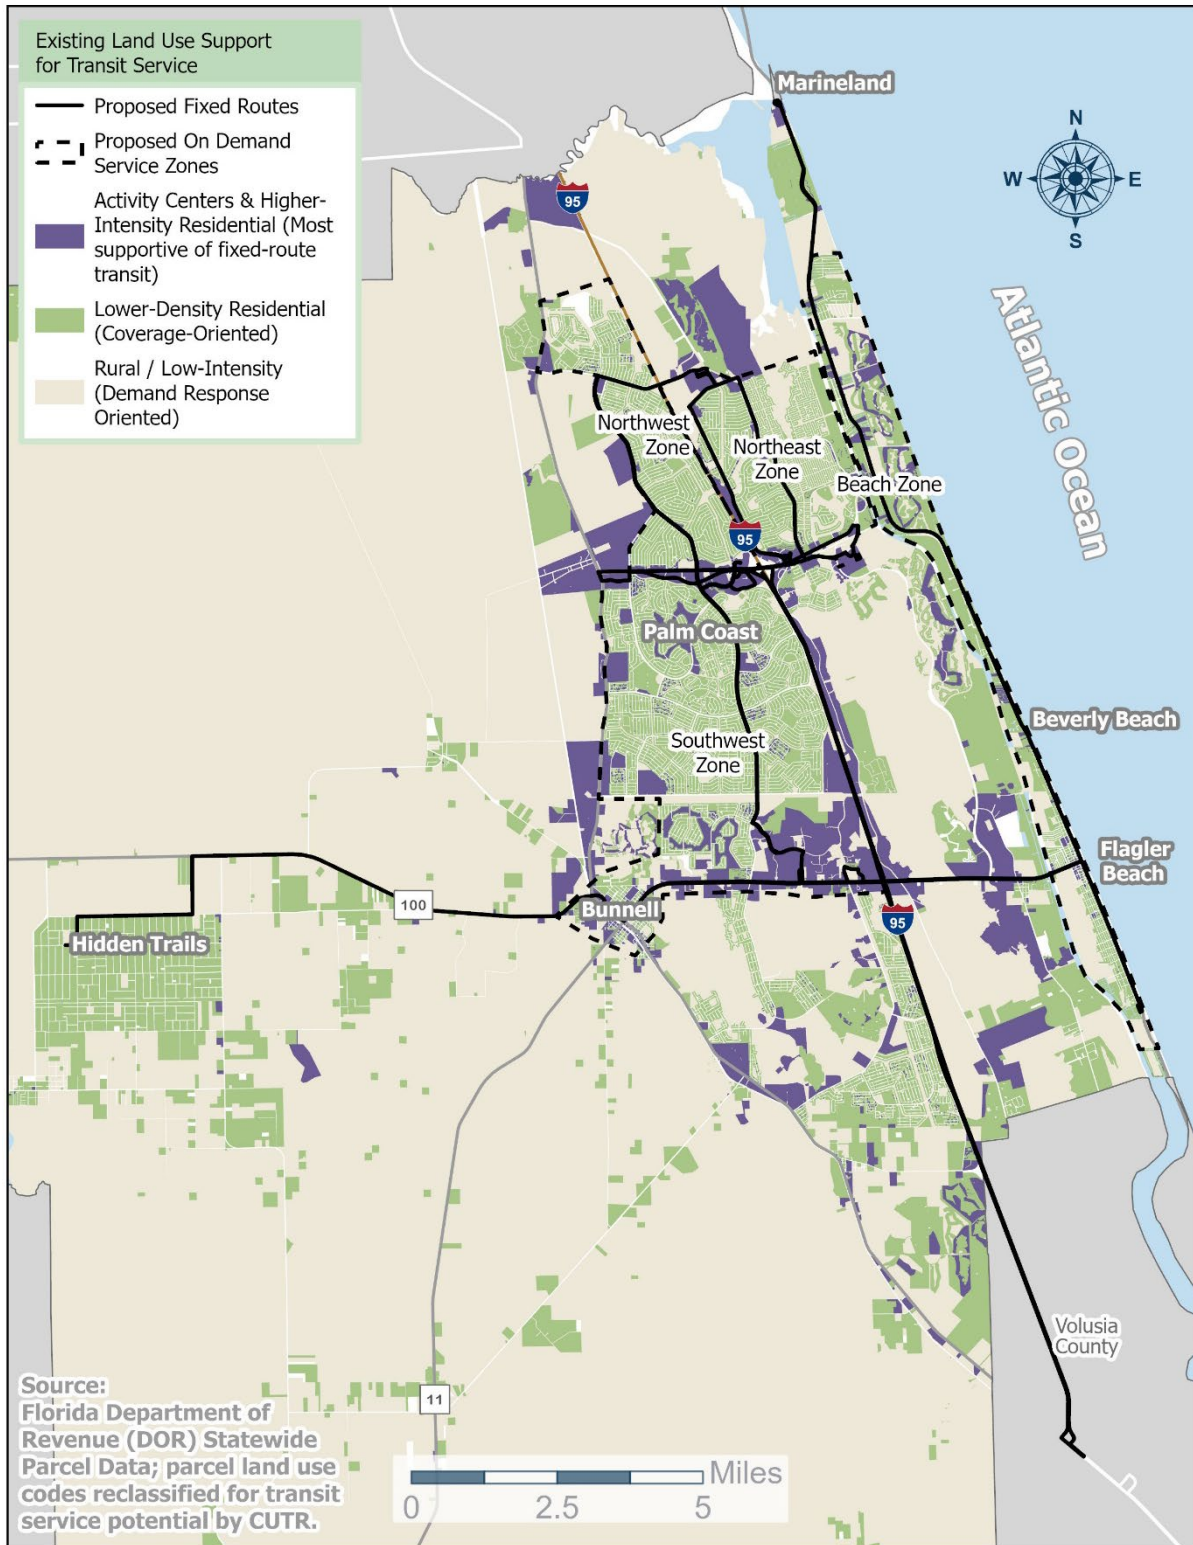 Existing Land Use Support
for Transit Service
Proposed Fixed Routes
Proposed On Demand
Service Zones
Activity Centers & Higher-
Intensity Residential (Most
supportive of fixed-route
transit)
Lower-Density Residential
(Coverage-Oriented)
Rural / Low-Intensity
(Demand Response
Oriented)
Marineland
N
W
E
S
95
Atlantic Ocean
Northwest
Zone
Northeast
Zone
Beach Zone
95
Palm Coast
Beverly Beach
Southwest
Zone
Flagler
Beach
100
Bunnell
95
Hidden Trails
Volusia
County
11
Source:
Florida Department of
Revenue (DOR) Statewide
Parcel Data; parcel land use
codes reclassified for transit
service potential by CUTR.
Miles
0 2.5 5